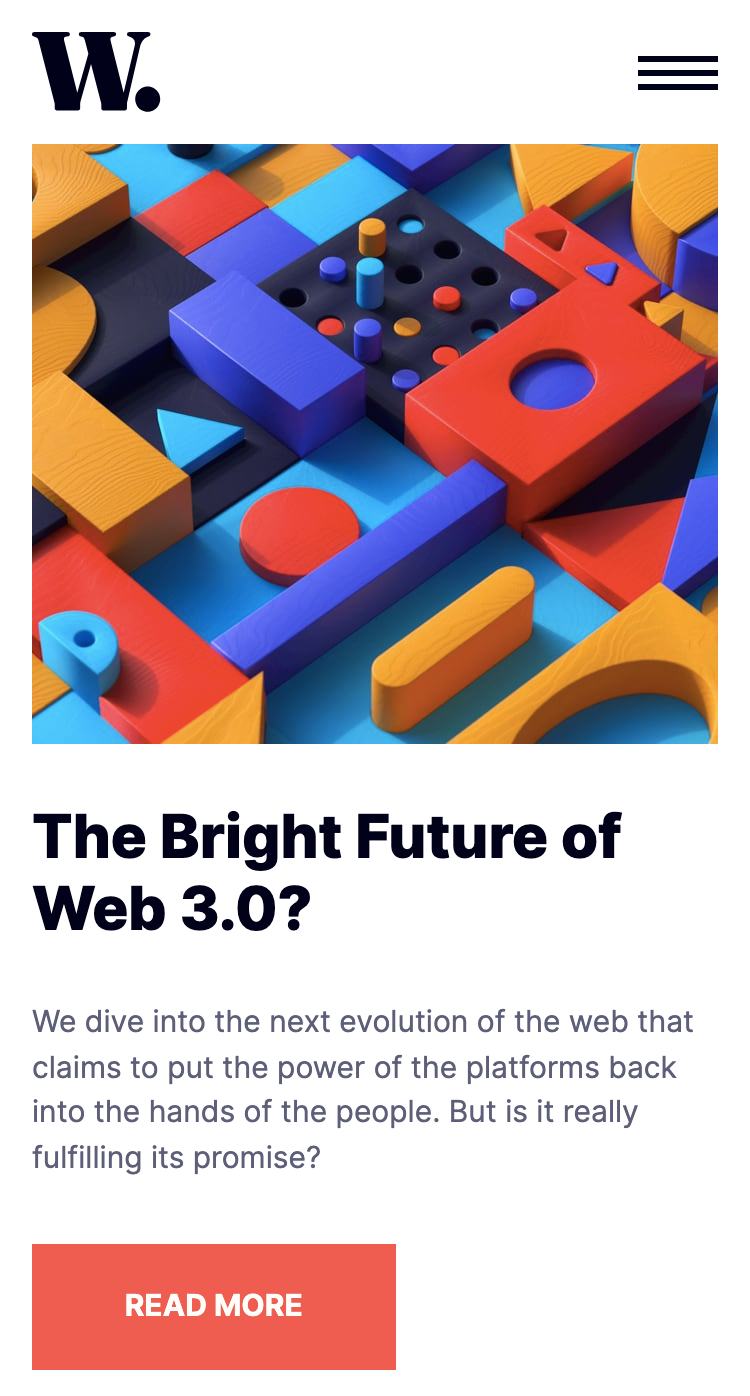 W.
The Bright Future of
Web 3.0?
We dive into the next evolution of the web that
claims to put the power of the platforms back
into the hands of the people. But is it really
fulfilling its promise?
READ MORE